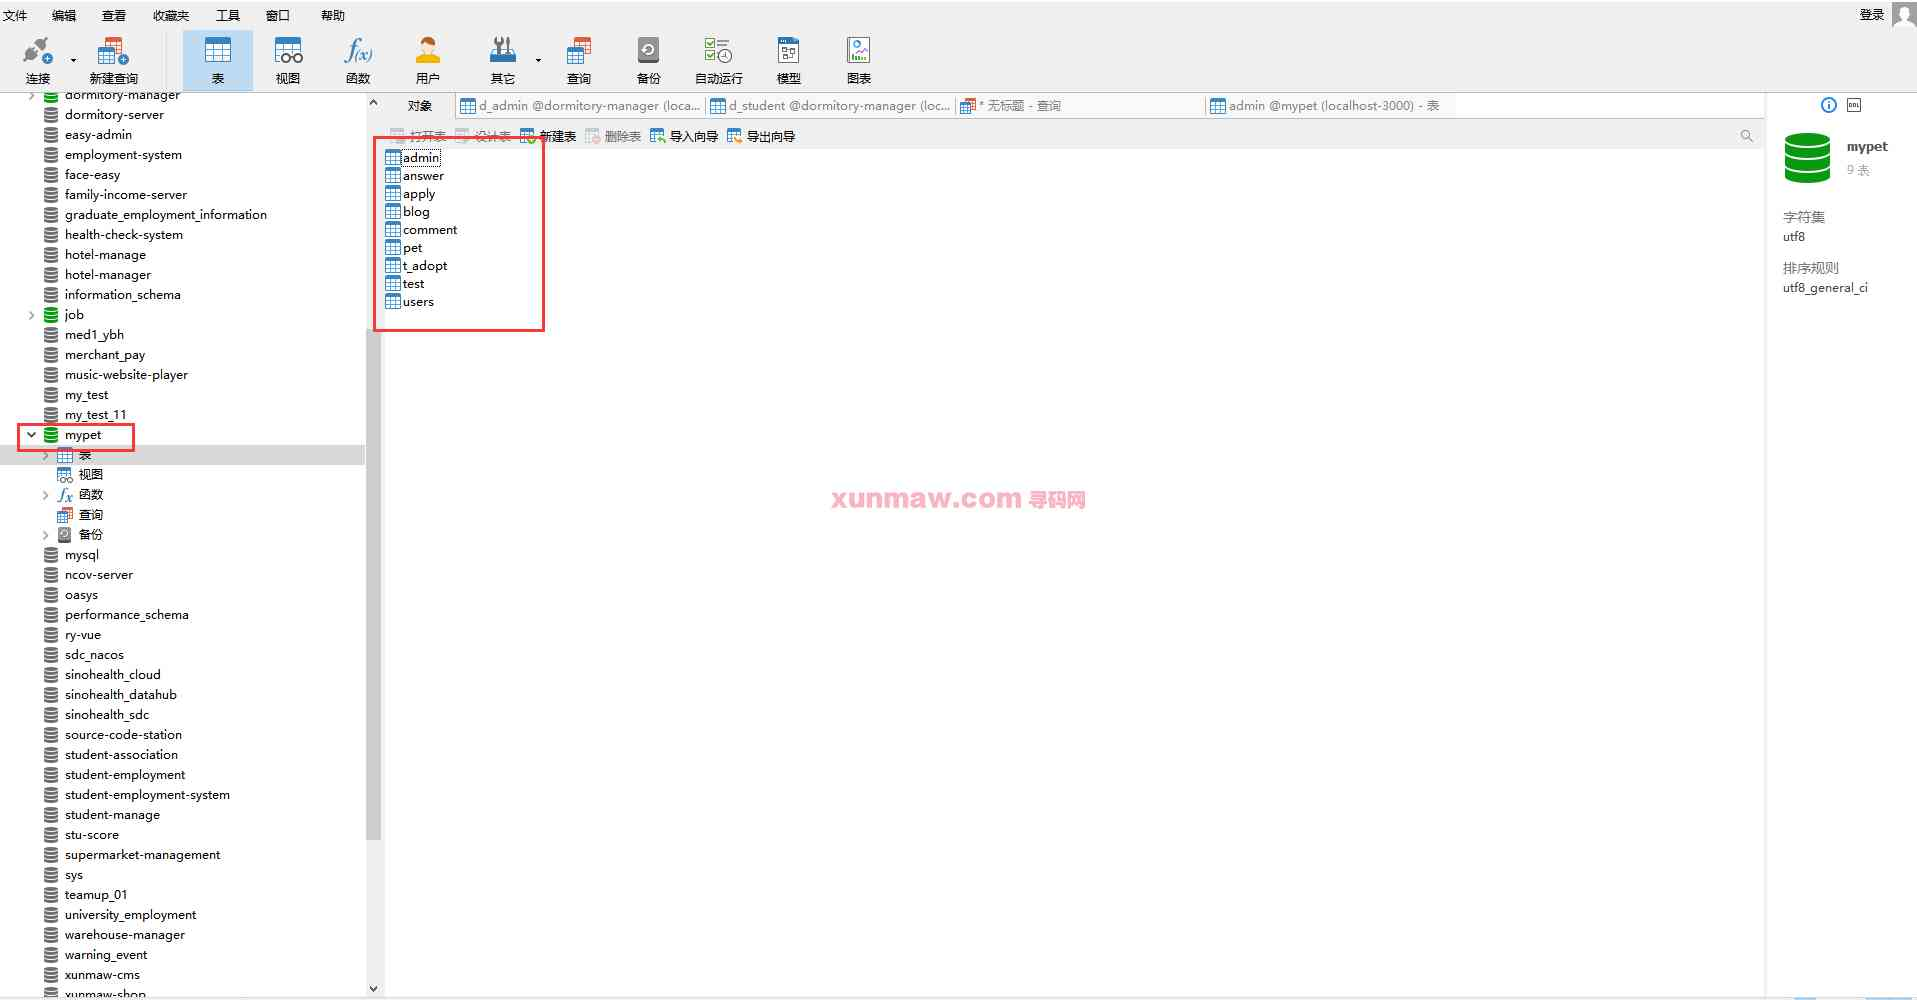 文件 编辑 查看 收藏夹 工具 窗口 帮助 登录
连接 新建查询 表 视图 函数 用户 其它 查询 备份 自动运行 模型 图表
对象 d_admin @dormitory-manager (loca... d_student @dormitory-manager (loc... * 无标题 - 查询 admin @mypet (localhost-3000) - 表
打开表 设计表 新建表 删除表 导入向导 导出向导
dormitory-manager
dormitory-server
easy-admin
employment-system
face-easy
family-income-server
graduate_employment_information
health-check-system
hotel-manage
hotel-manager
information_schema
job
med1_ybh
merchant_pay
music-website-player
my_test
my_test_11
mypet
表
视图
函数
查询
备份
mysql
ncov-server
oasys
performance_schema
ry-vue
sdc_nacos
sinohealth_cloud
sinohealth_datahub
sinohealth_sdc
source-code-station
student-association
student-employment
student-employment-system
student-manage
stu-score
supermarket-management
sys
teamup_01
university_employment
warehouse-manager
warning_event
xunmaw-cms
xunmaw-shop
admin
answer
apply
blog
comment
pet
t_adopt
test
users
xunmaw.com 寻码网
DDL
mypet
9 表
字符集
utf8
排序规则
utf8_general_ci